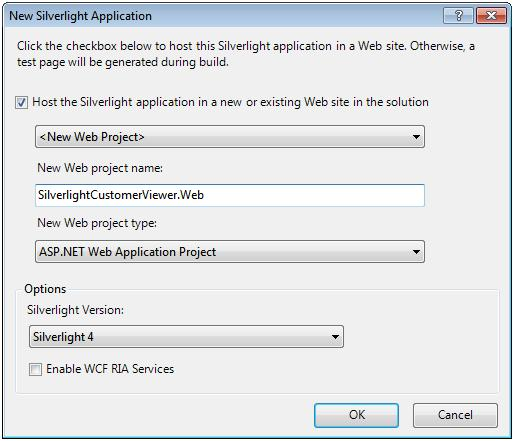 New Silverlight Application
Click the checkbox below to host this Silverlight application in a Web site. Otherwise, a
test page will be generated during build.
Host the Silverlight application in a new or existing Web site in the solution
<New Web Project>
New Web project name:
SilverlightCustomerViewer.Web
New Web project type:
ASP.NET Web Application Project
Options
Silverlight Version:
Silverlight 4
Enable WCF RIA Services
OK
Cancel